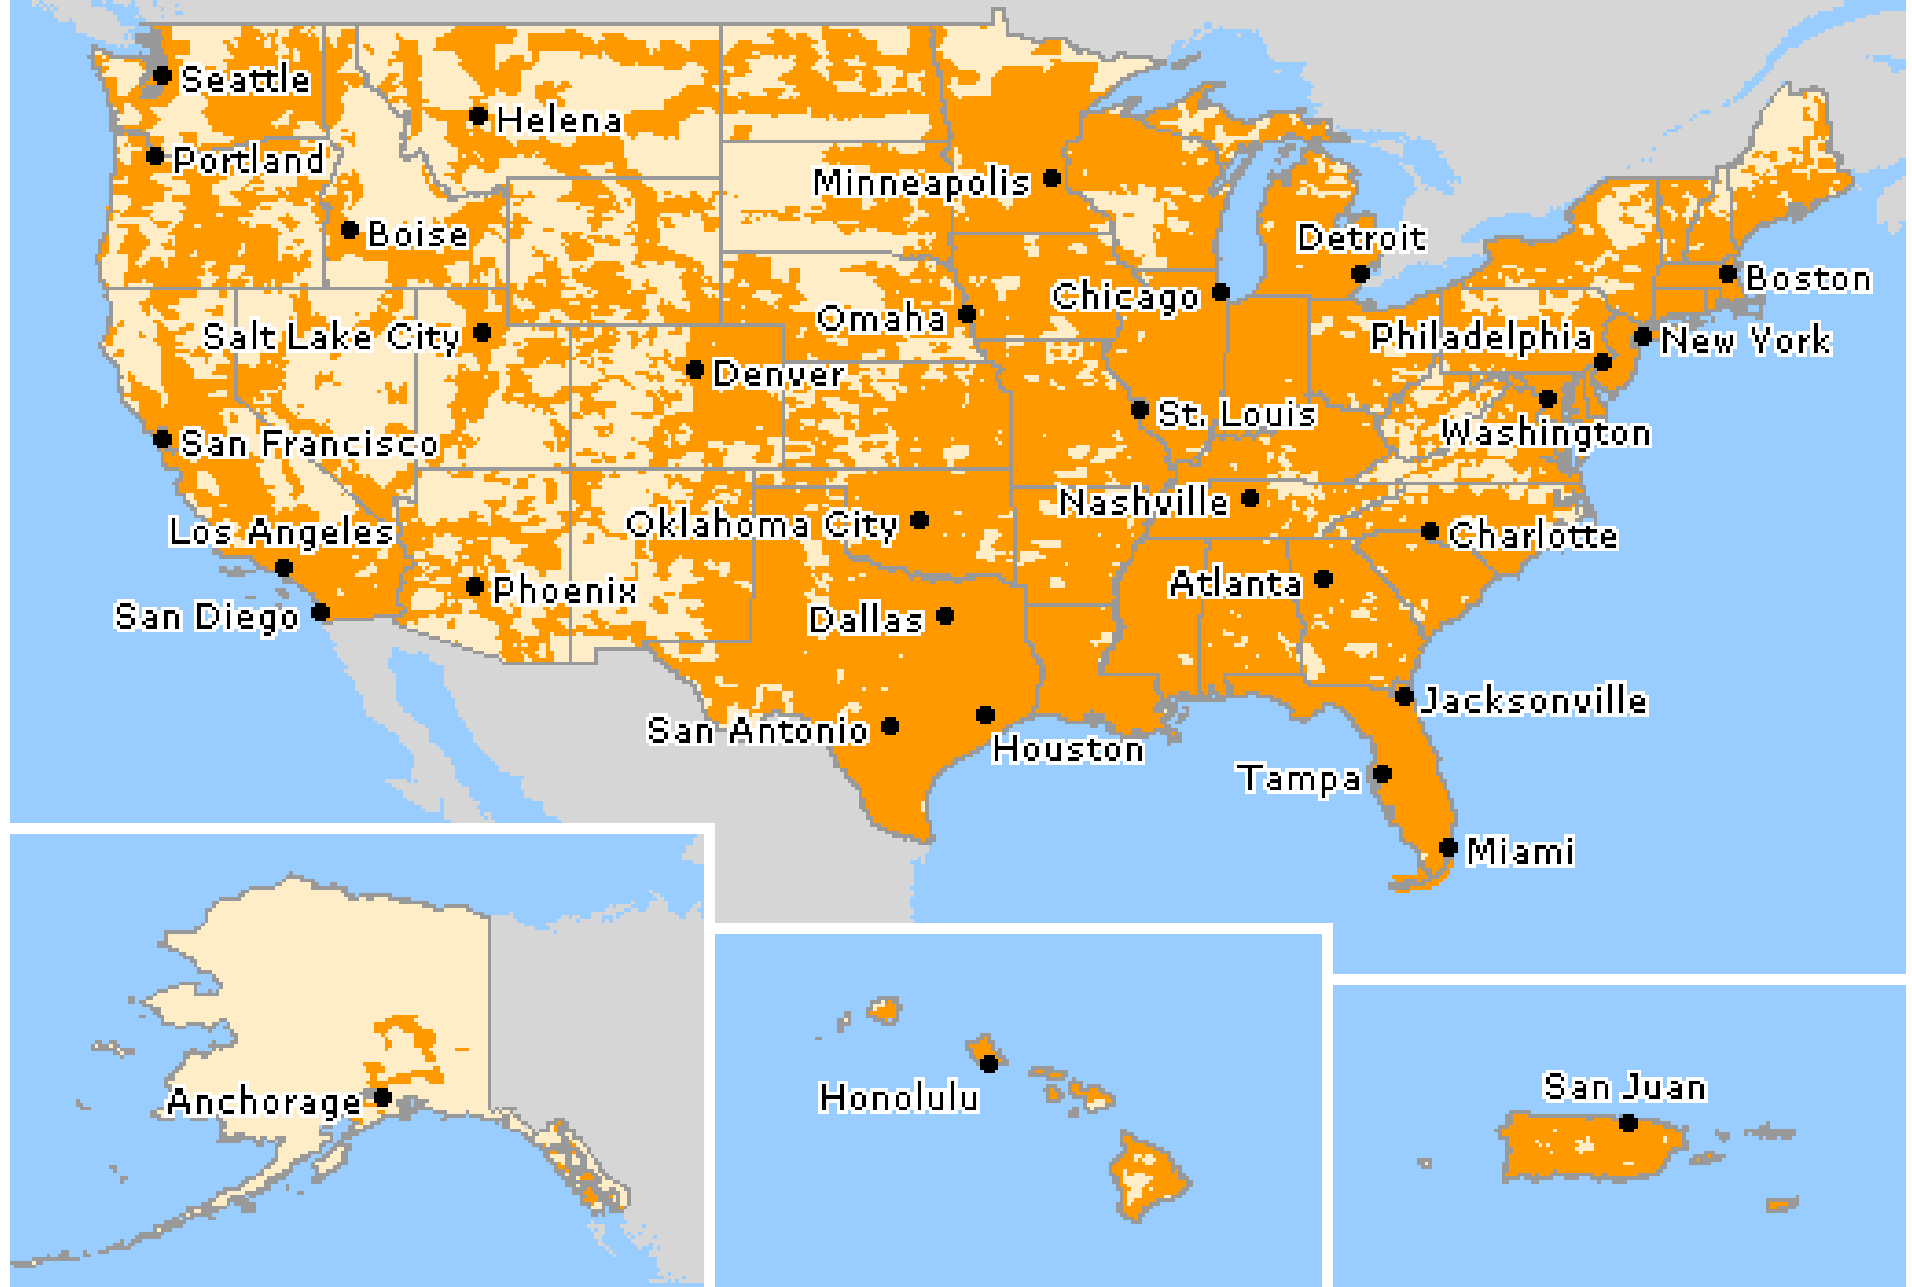 Seattle
Helena
Portland
Minneapolis
Boise
Detroit
Boston
Chicago
Omaha
Salt Lake City
Philadelphia
New York
Denver
St. Louis
Washington
San Francisco
Nashville
Oklahoma City
Los Angeles
Charlotte
Phoenix
Atlanta
San Diego
Dallas
Jacksonville
San Antonio
Houston
Tampa
Miami
Anchorage
Honolulu
San Juan